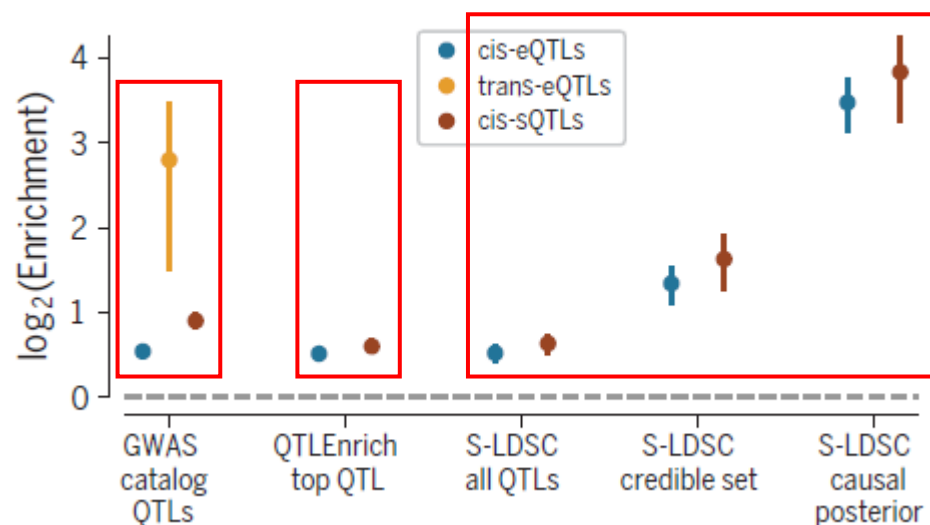 cis-eQTLs
trans-eQTLs
cis-sQTLs
log₂(Enrichment)
4
3
2
1
0
GWAS
catalog
QTLs
QTLEnrich
top QTL
S-LDSC
all QTLs
S-LDSC
credible set
S-LDSC
causal
posterior